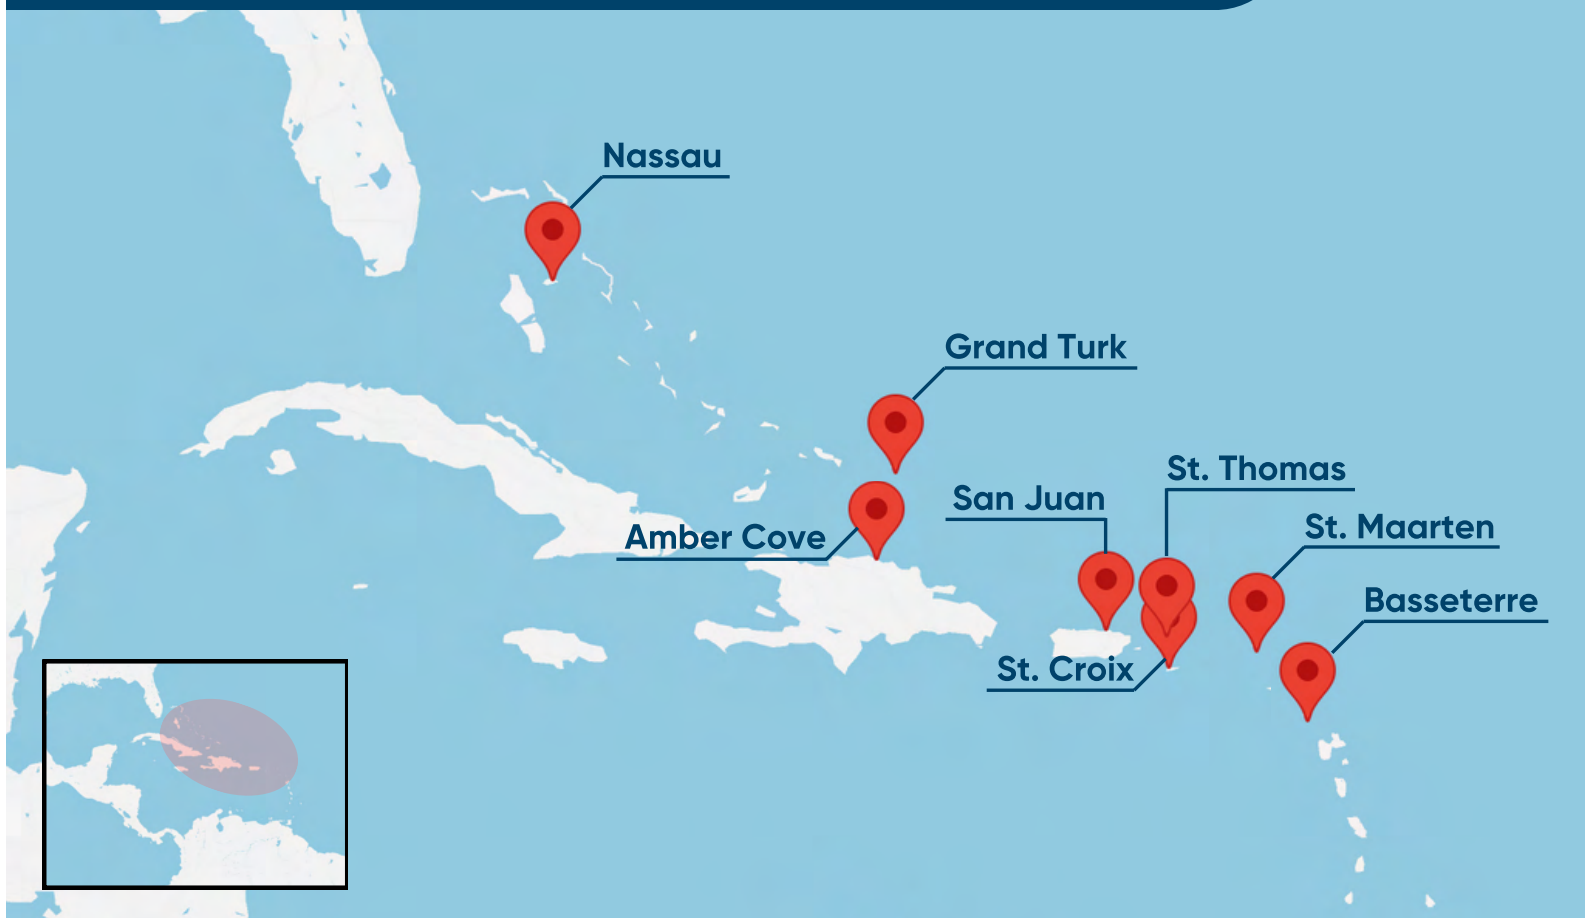 Nassau
Grand Turk
St. Thomas
San Juan
St. Maarten
Amber Cove
Basseterre
St. Croix